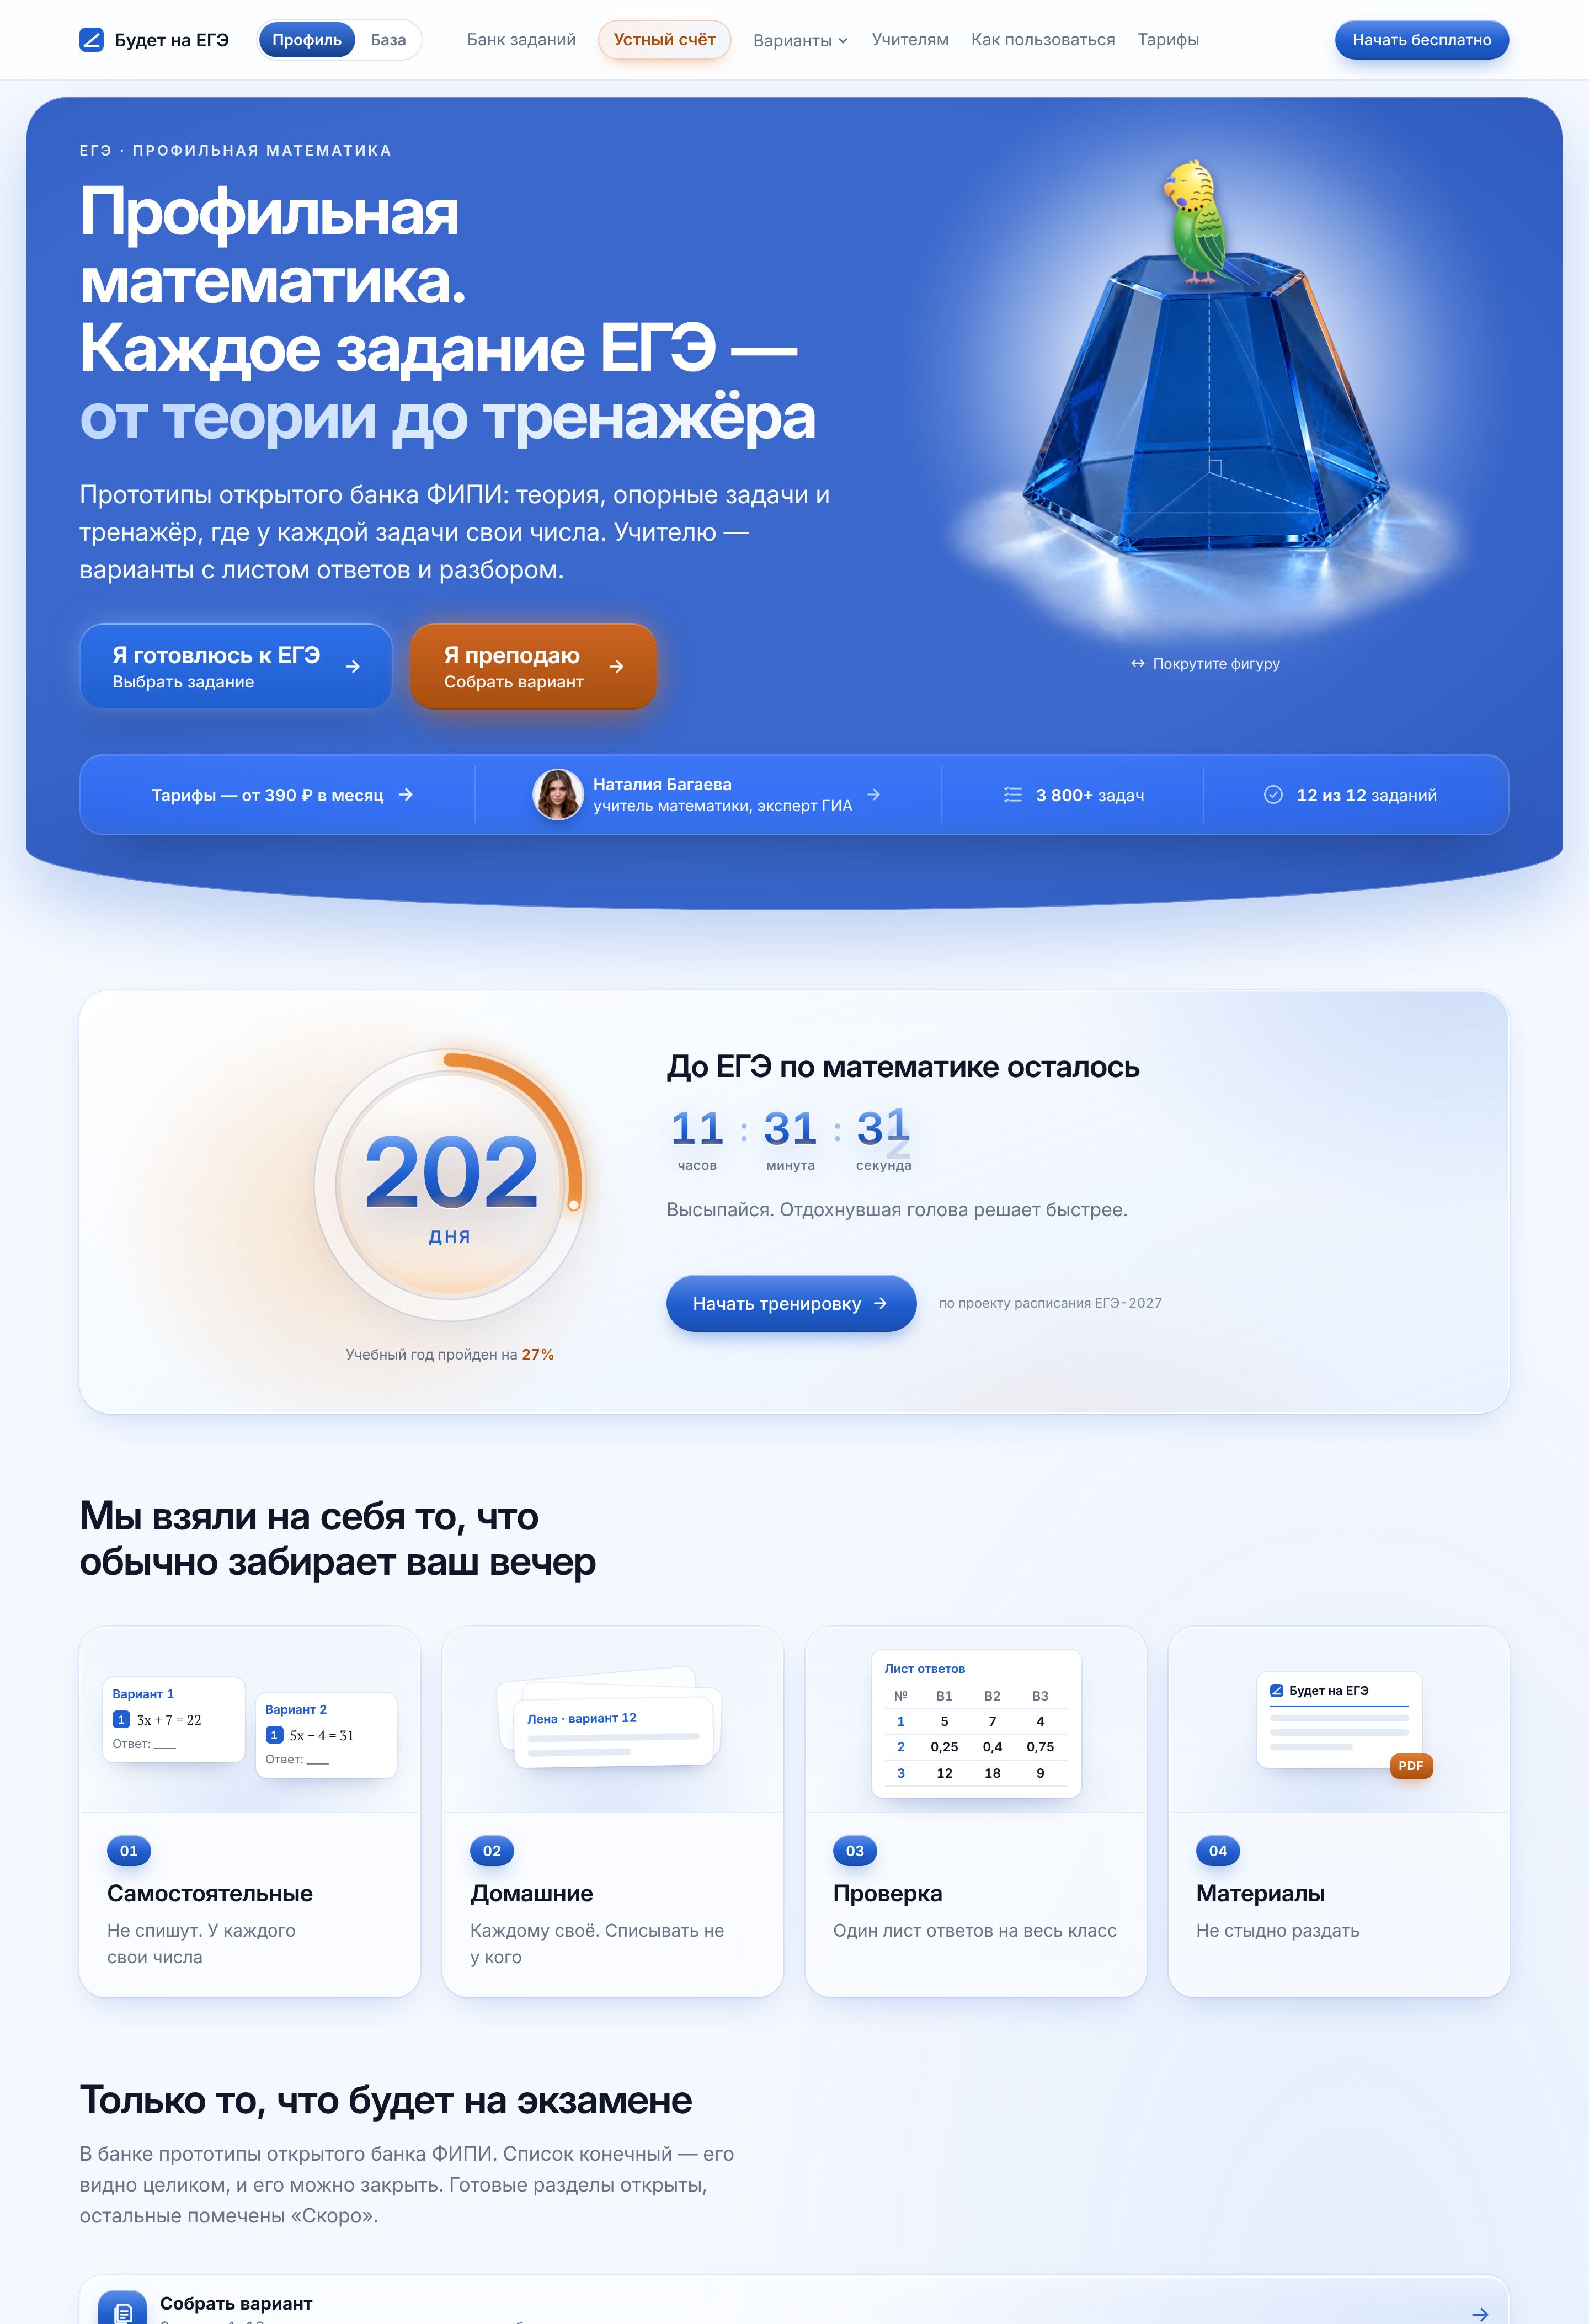 Будет на ЕГЭ
Профиль
База
Банк заданий
Устный счёт
Варианты
Учителям
Как пользоваться
Тарифы
Начать бесплатно
ЕГЭ · ПРОФИЛЬНАЯ МАТЕМАТИКА
Профильная
математика.
Каждое задание ЕГЭ —
от теории до тренажёра
Прототипы открытого банка ФИПИ: теория, опорные задачи и
тренажёр, где у каждой задачи свои числа. Учителю —
варианты с листом ответов и разбором.
Я готовлюсь к ЕГЭ
Выбрать задание
Я преподаю
Собрать вариант
Покрутите фигуру
Тарифы — от 390 ₽ в месяц
Наталия Багаева
учитель математики, эксперт ГИА
3 800+ задач
12 из 12 заданий
202
ДНЯ
Учебный год пройден на 27%
До ЕГЭ по математике осталось
11 : 31 : 31
часов
минута
секунда
Высыпайся. Отдохнувшая голова решает быстрее.
Начать тренировку
по проекту расписания ЕГЭ-2027
Мы взяли на себя то, что
обычно забирает ваш вечер
Вариант 1
1 3x + 7 = 22
Ответ: ____
Вариант 2
1 5x − 4 = 31
Ответ: ____
01
Самостоятельные
Не спишут. У каждого
свои числа
Лена · вариант 12
02
Домашние
Каждому своё. Списывать не
у кого
Лист ответов
№ В1 В2 В3
1 5 7 4
2 0,25 0,4 0,75
3 12 18 9
03
Проверка
Один лист ответов на весь класс
Будет на ЕГЭ
PDF
04
Материалы
Не стыдно раздать
Только то, что будет на экзамене
В банке прототипы открытого банка ФИПИ. Список конечный — его
видно целиком, и его можно закрыть. Готовые разделы открыты,
остальные помечены «Скоро».
Собрать вариант